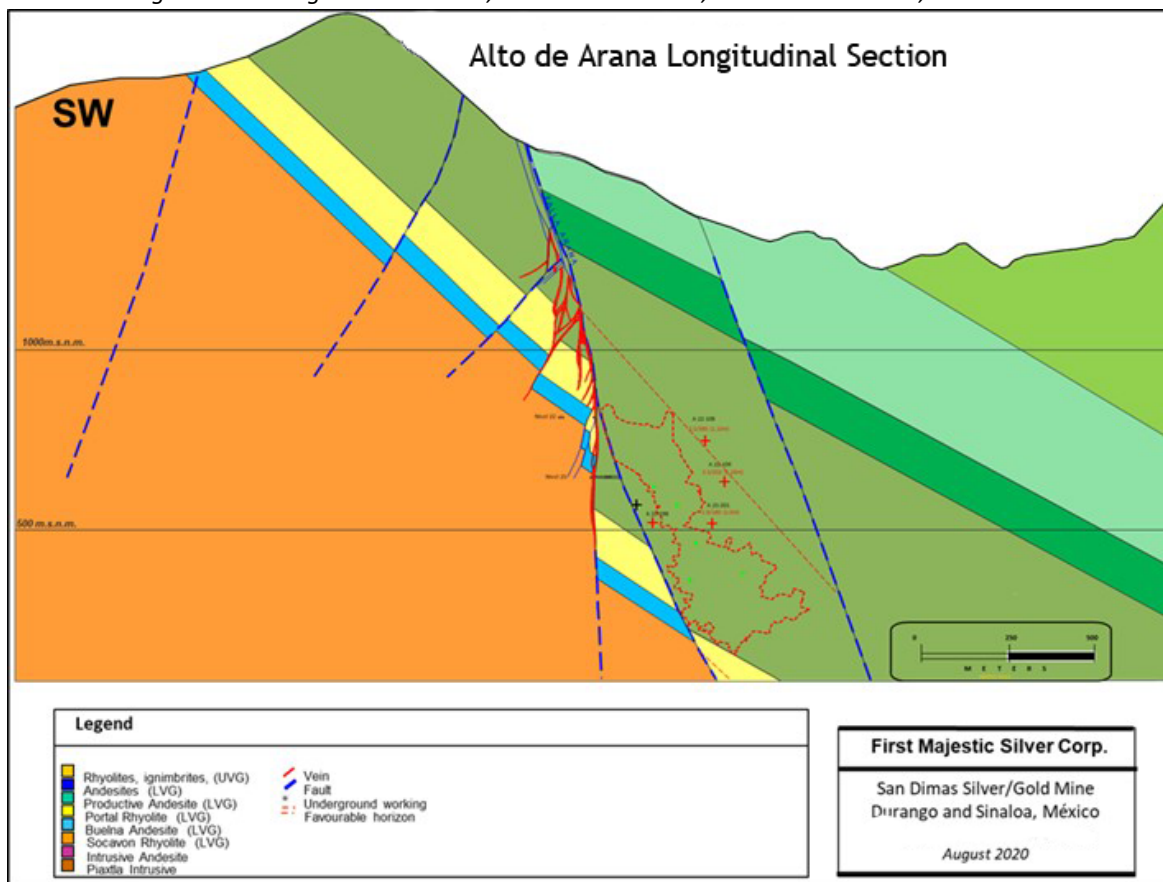 Alto de Arana Longitudinal Section
SW
1000m.s.n.m.
500 m.s.n.m.
0 250 500
M E T E R S
Legend
Rhyolites, ignimbrites, (UVG)
Andesites (LVG)
Productive Andesite (LVG)
Portal Rhyolite (LVG)
Buelna Andesite (LVG)
Socavon Rhyolite (LVG)
Intrusive Andesite
Piaxtla Intrusive
Vein
Fault
Underground working
Favourable horizon
First Majestic Silver Corp.
San Dimas Silver/Gold Mine
Durango and Sinaloa, México
August 2020